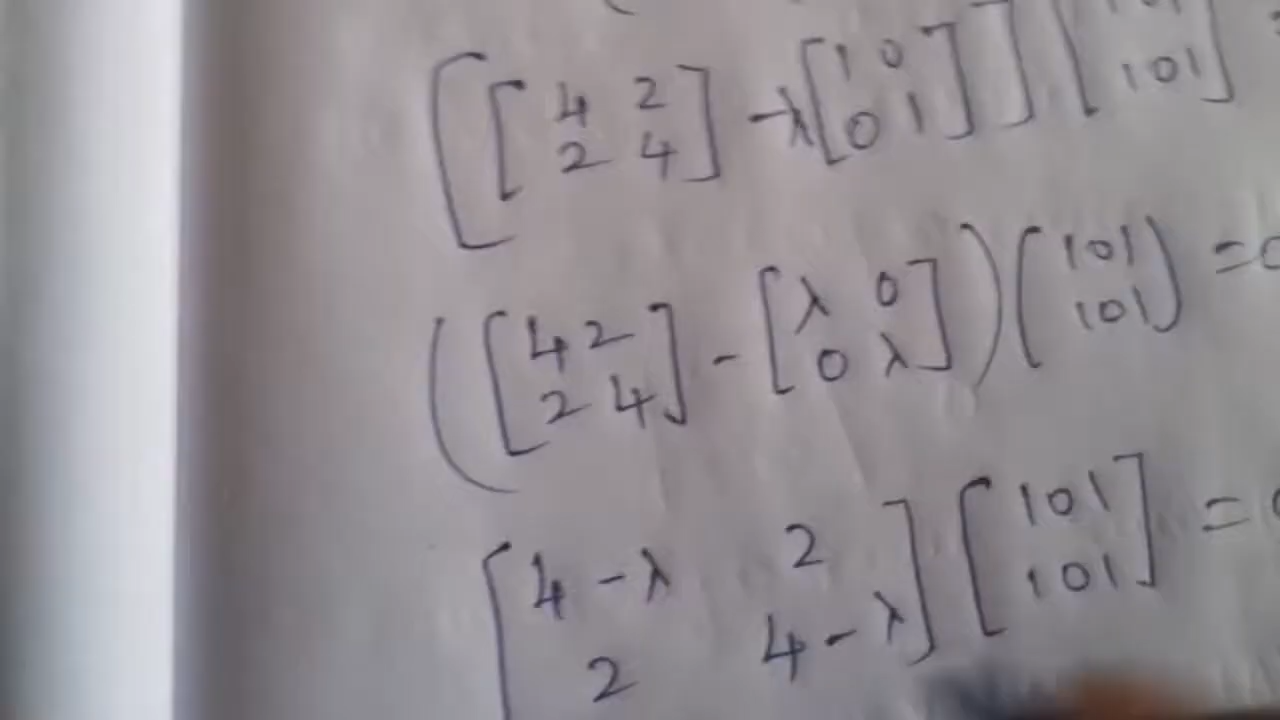 ([ 4 2 ] - λ [ 1 0 ] ] [
2 4 0 1 101 ]
( [ 4 2 ] - [ λ 0 ] ) ( 101 ) =
2 4 0 λ 101
[ 4 - λ 2 ] [ 101 ] =
2 4 - λ 101